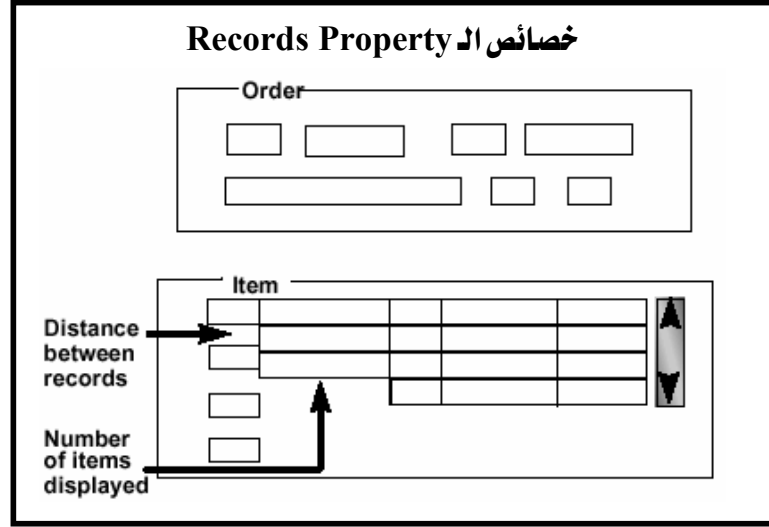 خصائص الـ Records Property
Order
Item
Distance
between
records
Number
of items
displayed